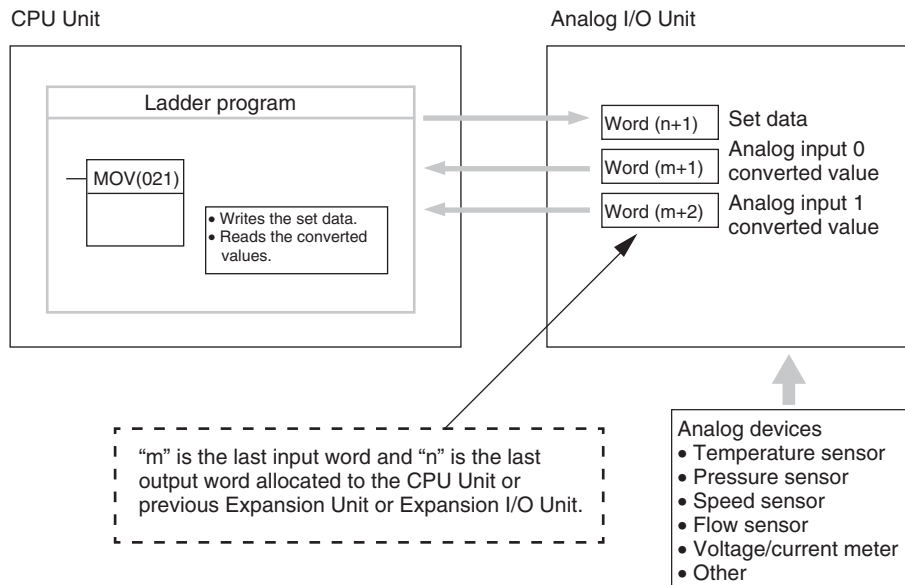 CPU Unit
Analog I/O Unit
Ladder program
MOV(021)
• Writes the set data.
• Reads the converted
values.
Word (n+1)
Set data
Word (m+1)
Analog input 0
converted value
Word (m+2)
Analog input 1
converted value
“m” is the last input word and “n” is the last
output word allocated to the CPU Unit or
previous Expansion Unit or Expansion I/O Unit.
Analog devices
• Temperature sensor
• Pressure sensor
• Speed sensor
• Flow sensor
• Voltage/current meter
• Other